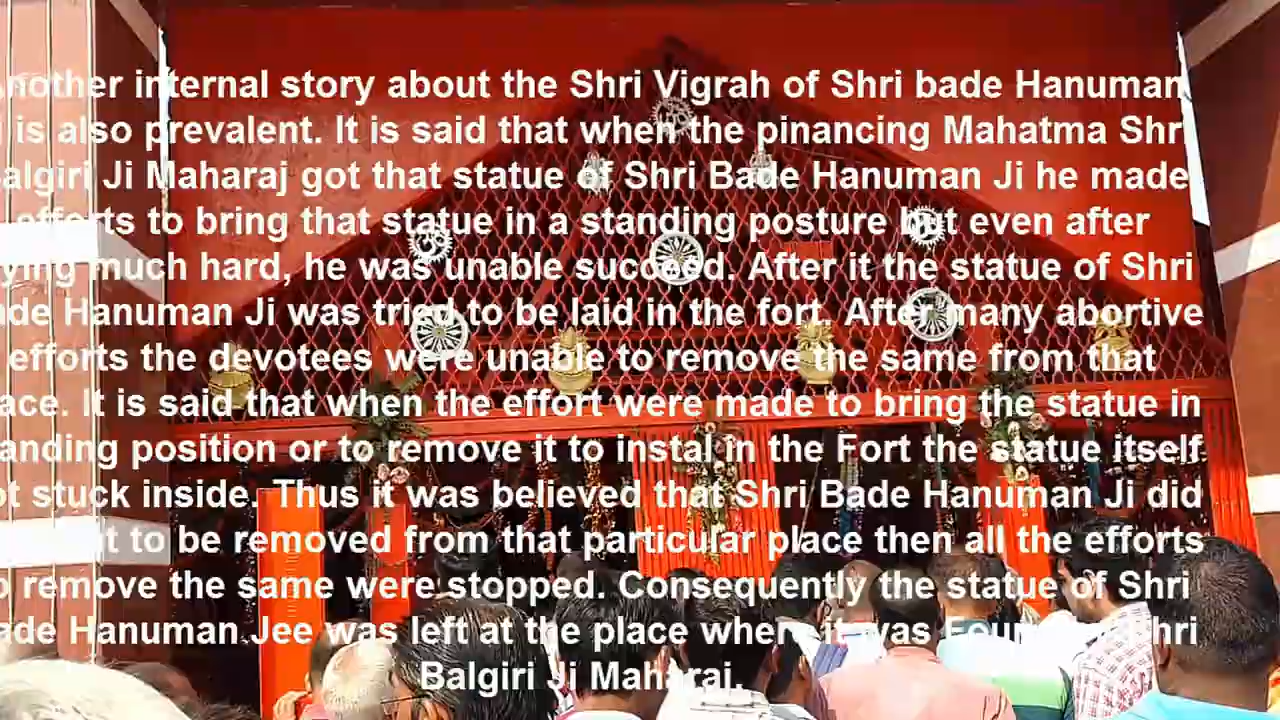 nother internal story about the Shri Vigrah of Shri bade Hanuman
is also prevalent. It is said that when the pinancing Mahatma Shr
algiri Ji Maharaj got that statue of Shri Bade Hanuman Ji he made
efforts to bring that statue in a standing posture but even after
ying much hard, he was unable succeed. After it the statue of Shri
ade Hanuman Ji was tried to be laid in the fort. After many abortive
efforts the devotees were unable to remove the same from that
ace. It is said that when the effort were made to bring the statue in
anding position or to remove it to instal in the Fort the statue itself
ot stuck inside. Thus it was believed that Shri Bade Hanuman Ji did
to be removed from that particular place then all the efforts
o remove the same were stopped. Consequently the statue of Shri
ade Hanuman Jee was left at the place where it was Shri
Balgiri Ji Maharaj.